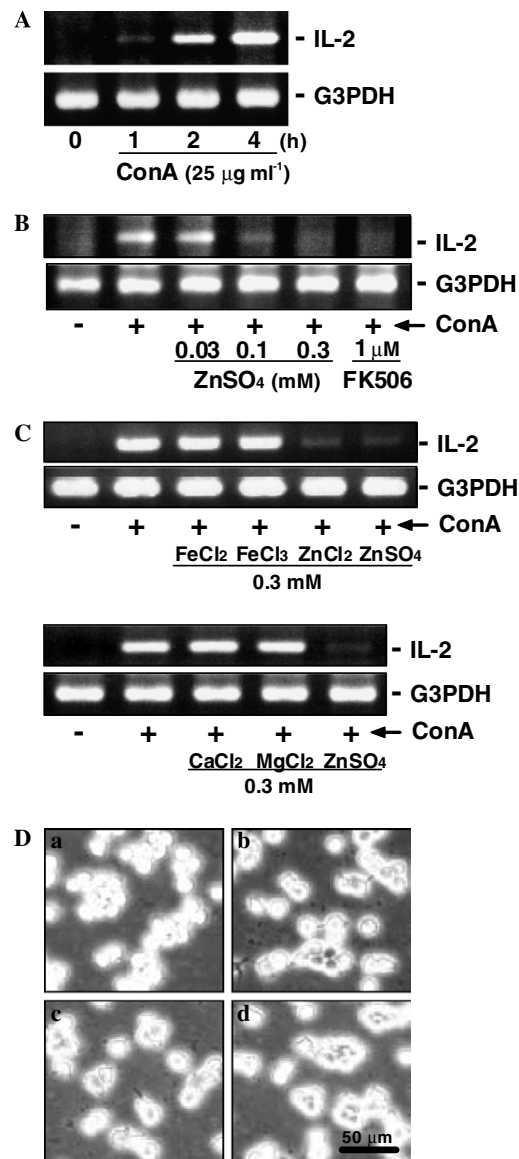 A
- IL-2
- G3PDH
0 1 2 4 (h)
ConA (25 μg ml⁻¹)
B
- IL-2
- G3PDH
- + + + + + ← ConA
0.03 0.1 0.3 1 μM
ZnSO₄ (mM) FK506
C
- IL-2
- G3PDH
- + + + + + ← ConA
FeCl₂ FeCl₃ ZnCl₂ ZnSO₄
0.3 mM
- IL-2
- G3PDH
- + + + + ← ConA
CaCl₂ MgCl₂ ZnSO₄
0.3 mM
D
a b
c d
50 μm